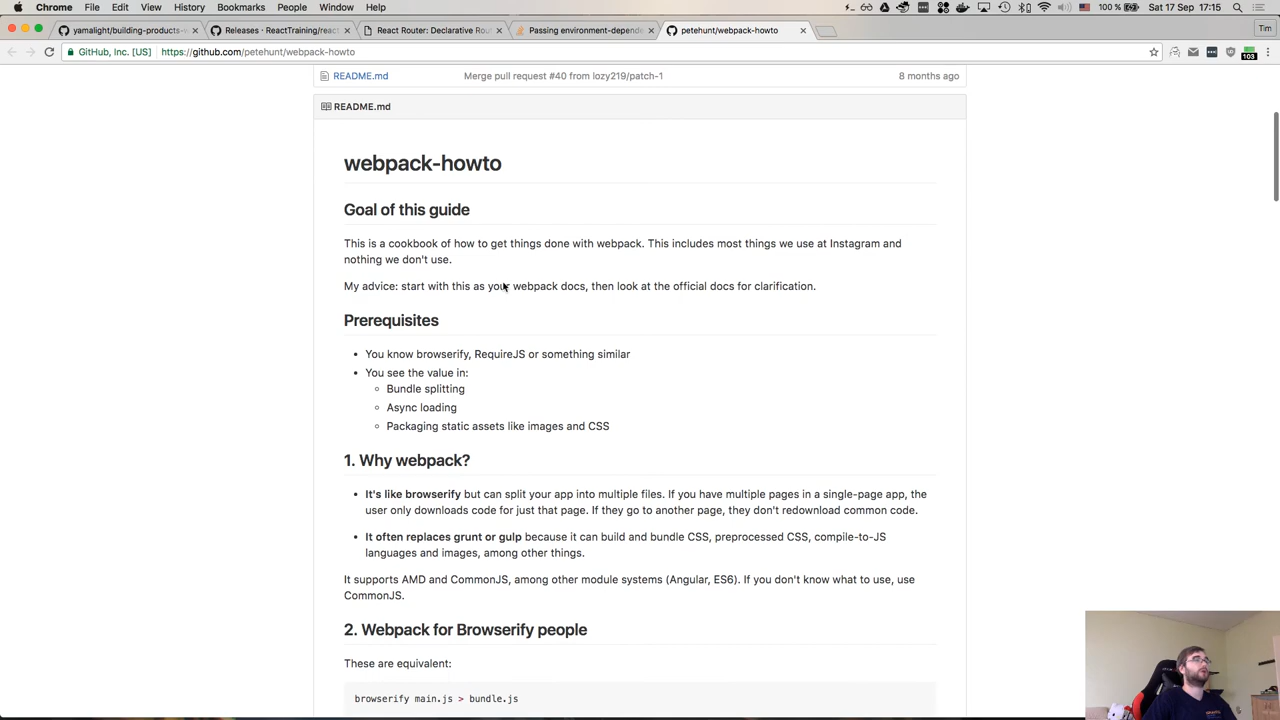 Chrome File Edit View History Bookmarks People Window Help 100 % Sat 17 Sep 17:15
yamalight/building-products- Releases · ReactTraining/reac React Router: Declarative Rou Passing environment-depende petehunt/webpack-howto Tim
GitHub, Inc. [US] https://github.com/petehunt/webpack-howto 103
README.md Merge pull request #40 from lozy219/patch-1 8 months ago
README.md
webpack-howto
Goal of this guide
This is a cookbook of how to get things done with webpack. This includes most things we use at Instagram and
nothing we don't use.
My advice: start with this as your webpack docs, then look at the official docs for clarification.
Prerequisites
• You know browserify, RequireJS or something similar
• You see the value in:
○ Bundle splitting
○ Async loading
○ Packaging static assets like images and CSS
1. Why webpack?
• It's like browserify but can split your app into multiple files. If you have multiple pages in a single-page app, the
user only downloads code for just that page. If they go to another page, they don't redownload common code.
• It often replaces grunt or gulp because it can build and bundle CSS, preprocessed CSS, compile-to-JS
languages and images, among other things.
It supports AMD and CommonJS, among other module systems (Angular, ES6). If you don't know what to use, use
CommonJS.
2. Webpack for Browserify people
These are equivalent:
browserify main.js > bundle.js